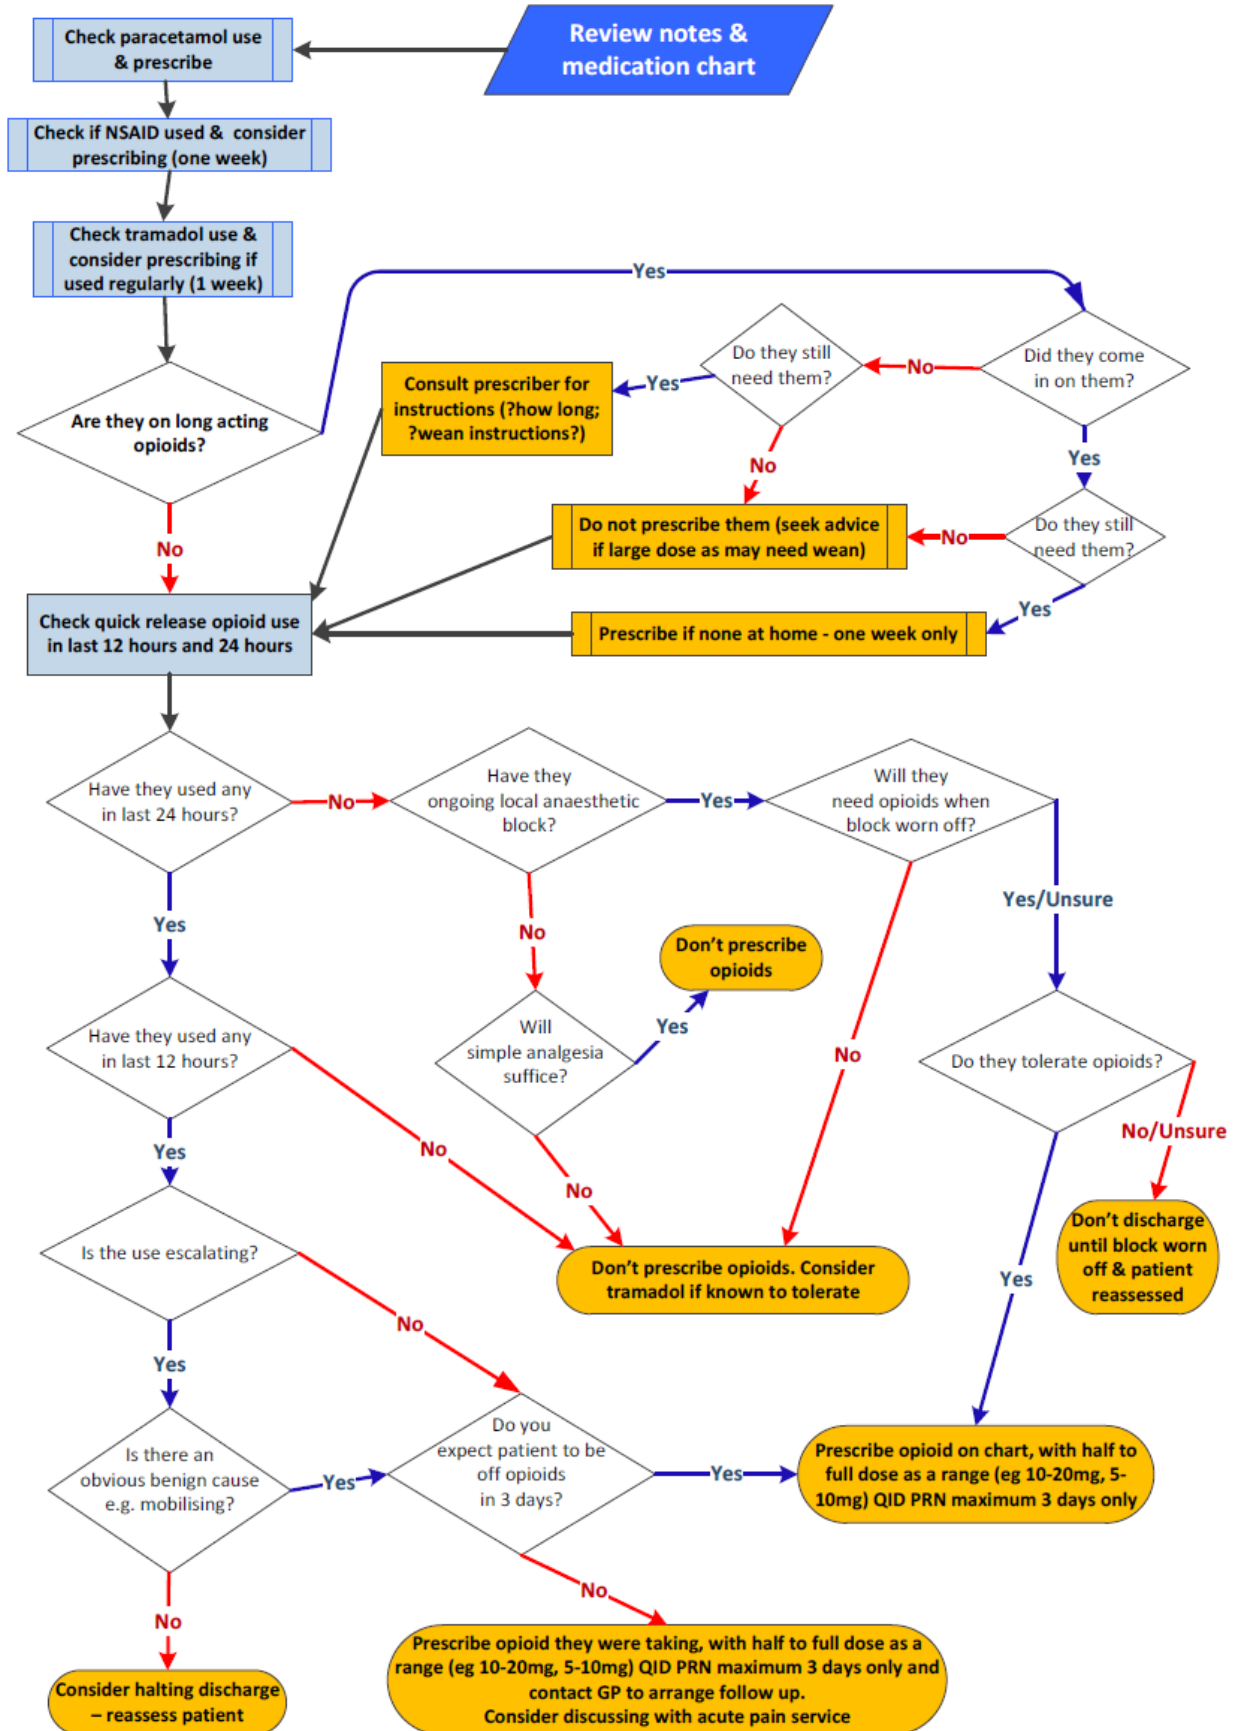 Review notes &
medication chart
Check paracetamol use
& prescribe
Check if NSAID used &  consider
prescribing (one week)
Check tramadol use &
consider prescribing if
used regularly (1 week)
Yes
Are they on long acting
opioids?
No
Did they come
in on them?
No
Do they still
need them?
Yes
Consult prescriber for
instructions (?how long;
?wean instructions?)
No
Yes
Do they still
need them?
No
Do not prescribe them (seek advice
if large dose as may need wean)
Yes
Prescribe if none at home - one week only
Check quick release opioid use
in last 12 hours and 24 hours
Have they used any
in last 24 hours?
No
Have they
ongoing local anaesthetic
block?
Yes
Will they
need opioids when
block worn off?
Yes
No
Yes/Unsure
Don’t prescribe
opioids
Have they used any
in last 12 hours?
Will
simple analgesia
suffice?
Yes
No
Do they tolerate opioids?
No/Unsure
Yes
No
No
Is the use escalating?
Don’t prescribe opioids. Consider
tramadol if known to tolerate
Don’t discharge
until block worn
off & patient
reassessed
Yes
No
Yes
Is there an
obvious benign cause
e.g. mobilising?
Yes
Do you
expect patient to be
off opioids
in 3 days?
Yes
Prescribe opioid on chart, with half to
full dose as a range (eg 10-20mg, 5-
10mg) QID PRN maximum 3 days only
No
No
Consider halting discharge
– reassess patient
Prescribe opioid they were taking, with half to full dose as a
range (eg 10-20mg, 5-10mg) QID PRN maximum 3 days only and
contact GP to arrange follow up.
Consider discussing with acute pain service